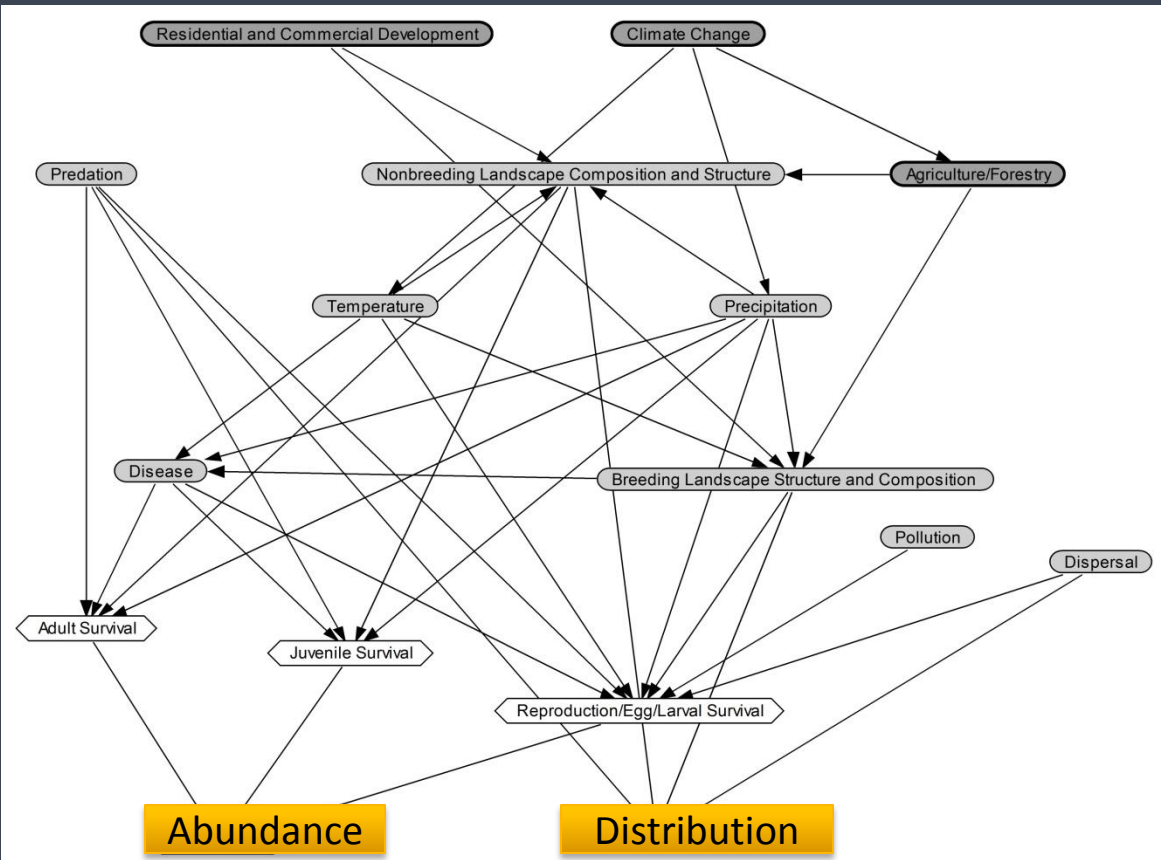 Residential and Commercial Development
Climate Change
Predation
Nonbreeding Landscape Composition and Structure
Agriculture/Forestry
Temperature
Precipitation
Disease
Breeding Landscape Structure and Composition
Pollution
Dispersal
Adult Survival
Juvenile Survival
Reproduction/Egg/Larval Survival
Abundance
Distribution